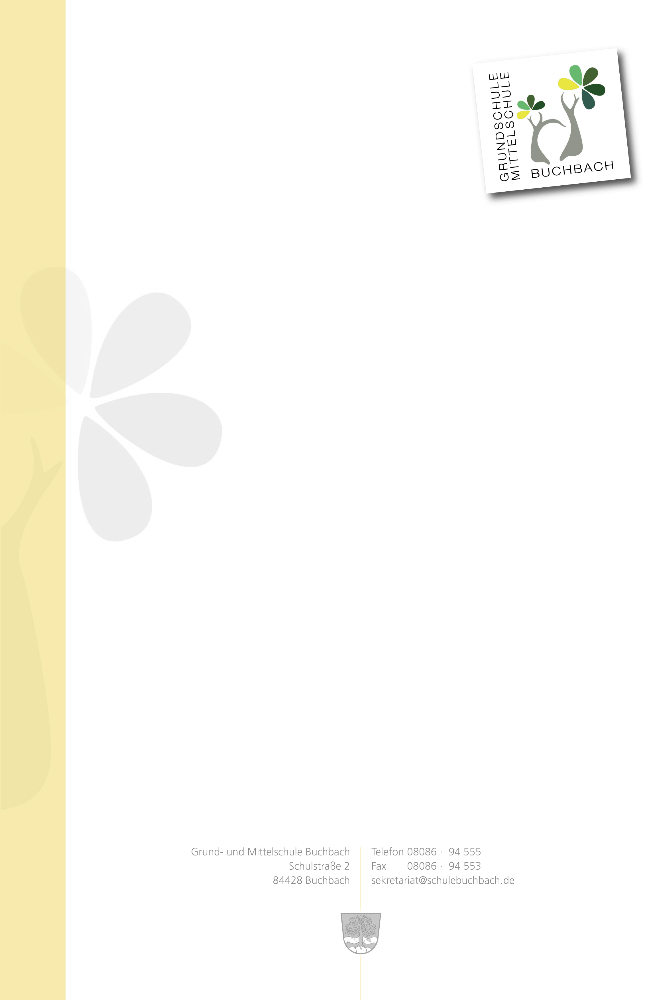 GRUNDSCHULE
MITTELSCHULE
BUCHBACH
Grund- und Mittelschule Buchbach
Schulstraße 2
84428 Buchbach
Telefon 08086 · 94 555
Fax 08086 · 94 553
sekretariat@schulebuchbach.de